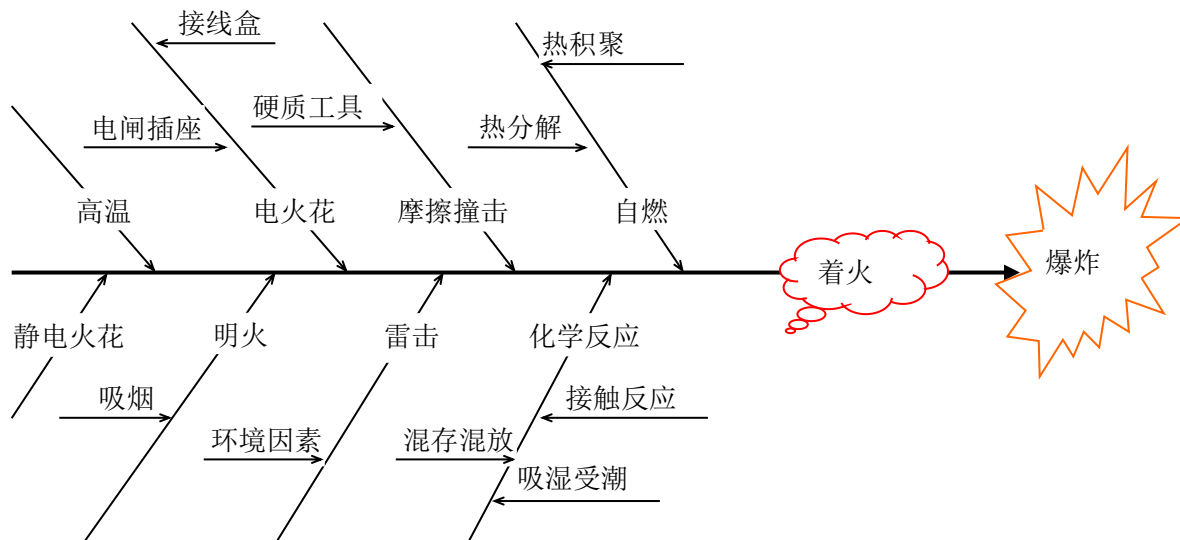 接线盒
热积聚
硬质工具
电闸插座
热分解
高温
电火花
摩擦撞击
自燃
着火
爆炸
静电火花
明火
雷击
化学反应
吸烟
接触反应
环境因素
混存混放
吸湿受潮